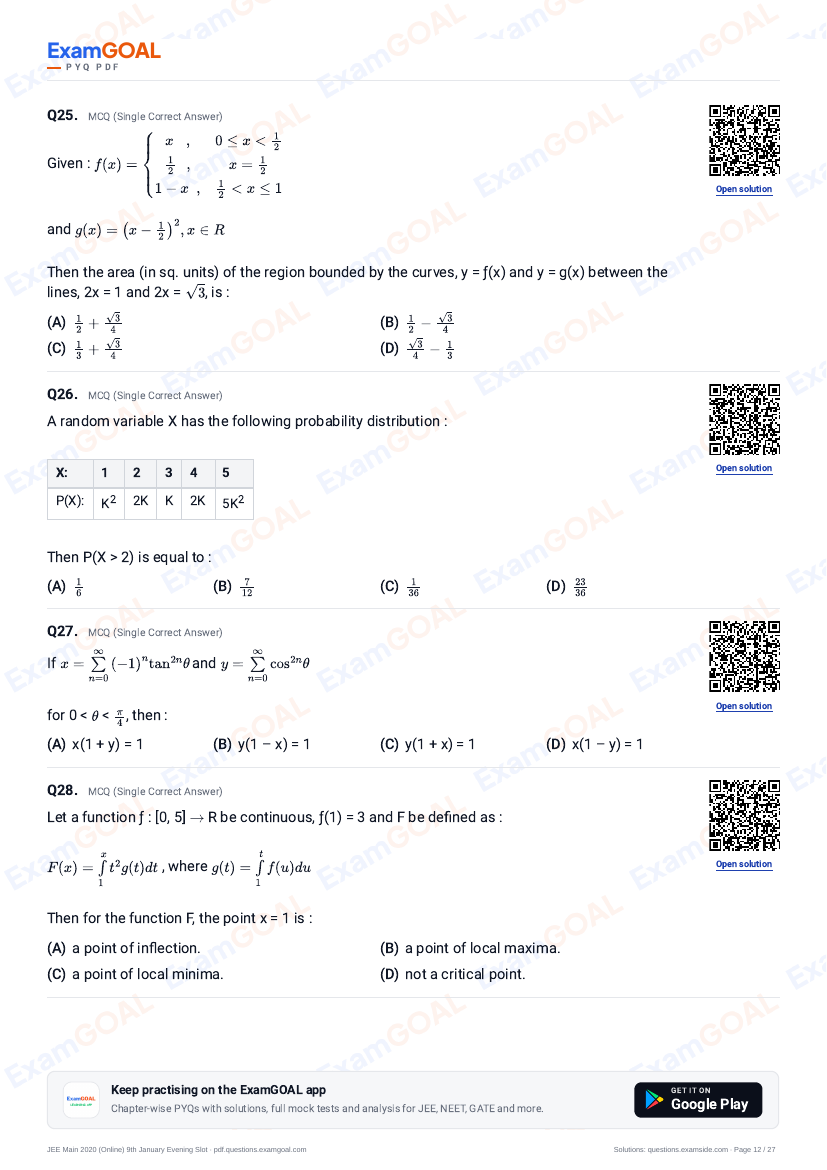 ExamGOAL
PYQ PDF
Q25. MCQ (Single Correct Answer)
Given : f(x) = { x , 0 ≤ x < 1/2
1/2 , x = 1/2
1 − x , 1/2 < x ≤ 1
and g(x) = (x − 1/2)², x ∈ R
Then the area (in sq. units) of the region bounded by the curves, y = ƒ(x) and y = g(x) between the
lines, 2x = 1 and 2x = √3, is :
(A) 1/2 + √3/4 (B) 1/2 − √3/4
(C) 1/3 + √3/4 (D) √3/4 − 1/3
Open solution
Q26. MCQ (Single Correct Answer)
A random variable X has the following probability distribution :
X: 1 2 3 4 5
P(X): K² 2K K 2K 5K²
Then P(X > 2) is equal to :
(A) 1/6 (B) 7/12 (C) 1/36 (D) 23/36
Open solution
Q27. MCQ (Single Correct Answer)
If x = ∑_{n=0}^{∞} (−1)ⁿ tan²ⁿθ and y = ∑_{n=0}^{∞} cos²ⁿθ
for 0 < θ < π/4, then :
(A) x(1 + y) = 1 (B) y(1 − x) = 1 (C) y(1 + x) = 1 (D) x(1 − y) = 1
Open solution
Q28. MCQ (Single Correct Answer)
Let a function ƒ : [0, 5] → R be continuous, ƒ(1) = 3 and F be defined as :
F(x) = ∫₁ˣ t²g(t)dt , where g(t) = ∫₁ᵗ f(u)du
Then for the function F, the point x = 1 is :
(A) a point of inflection. (B) a point of local maxima.
(C) a point of local minima. (D) not a critical point.
Open solution
Keep practising on the ExamGOAL app
Chapter-wise PYQs with solutions, full mock tests and analysis for JEE, NEET, GATE and more.
GET IT ON
Google Play
JEE Main 2020 (Online) 9th January Evening Slot · pdf.questions.examgoal.com
Solutions: questions.examside.com · Page 12 / 27